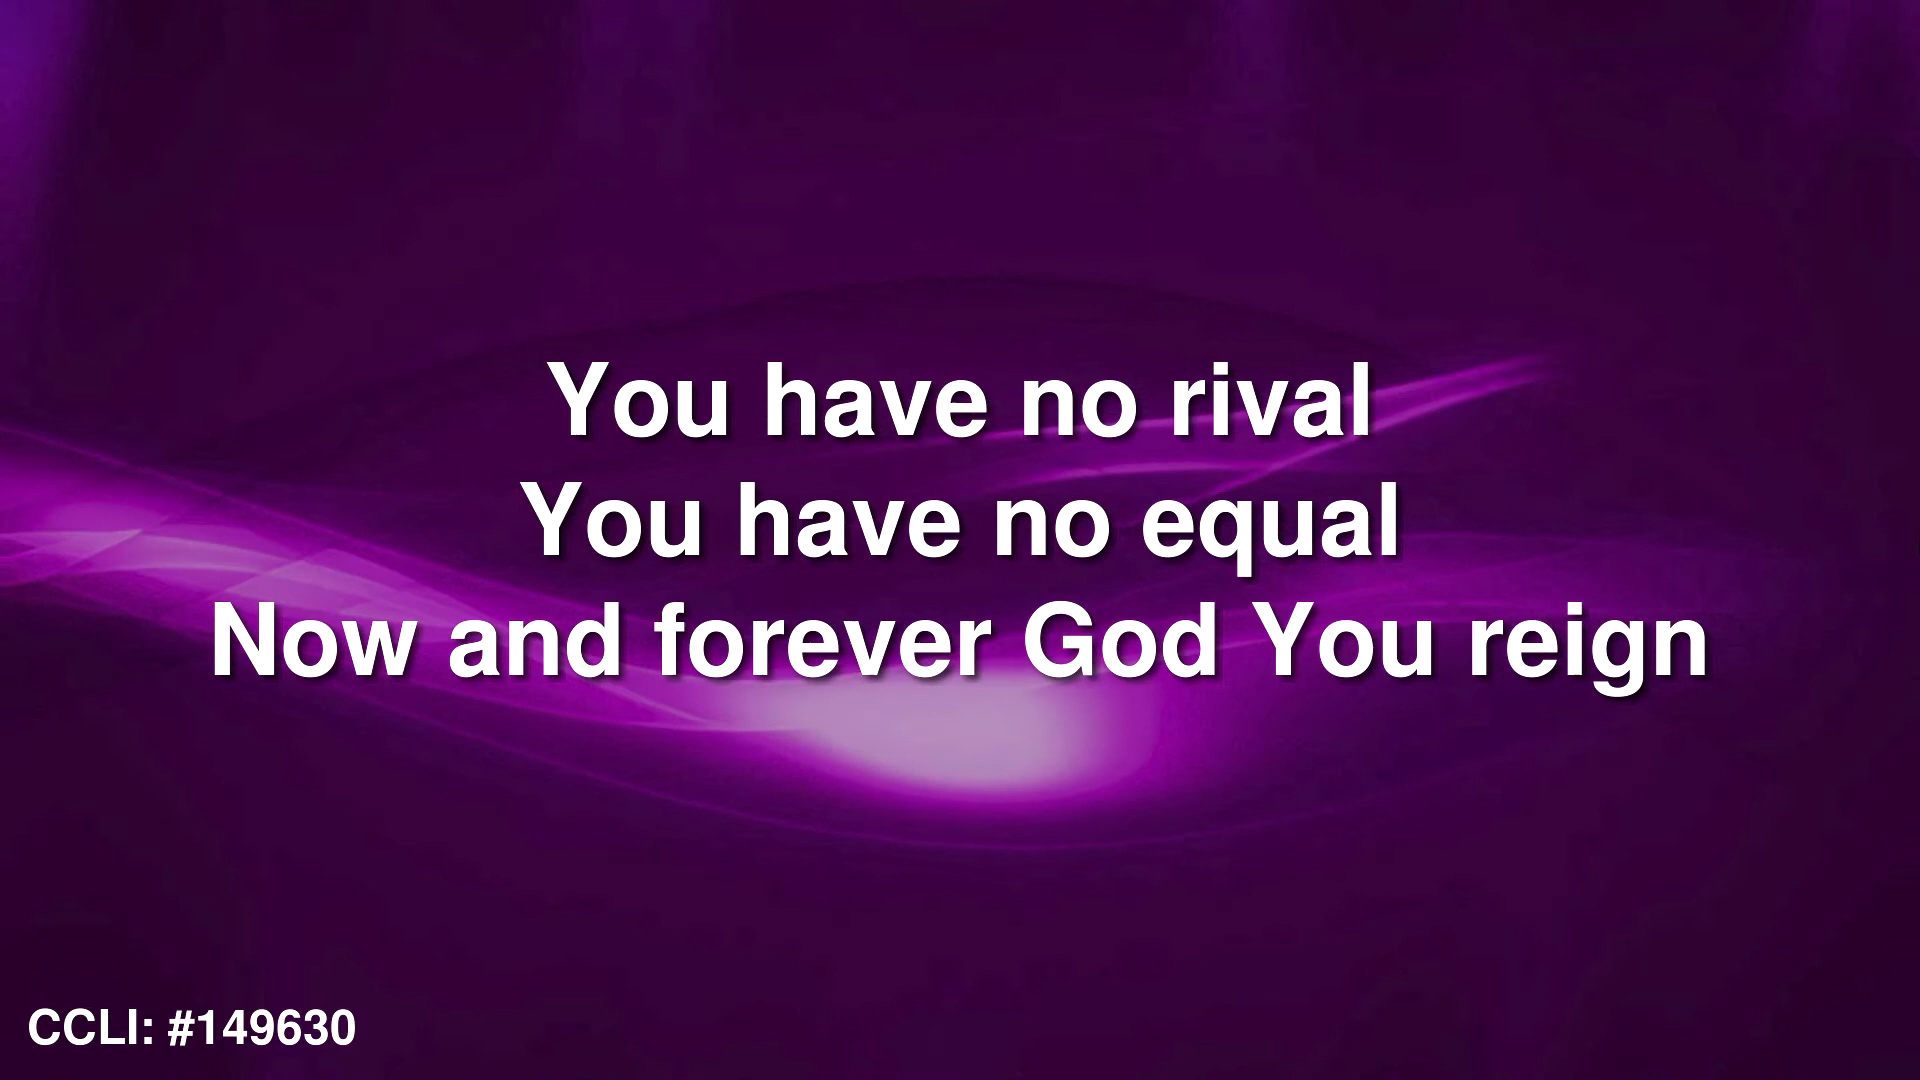 You have no rival
You have no equal
Now and forever God You reign
CCLI: #149630